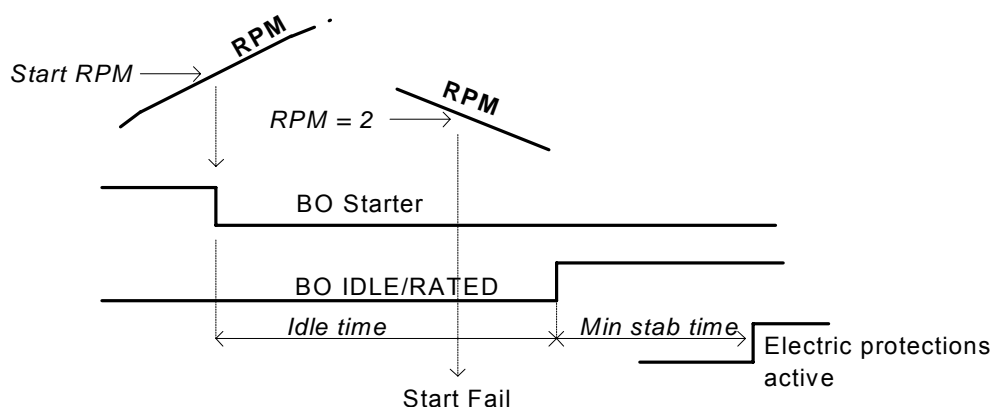 RPM
Start RPM
RPM
RPM = 2
BO Starter
BO IDLE/RATED
Idle time
Min stab time
Electric protections
active
Start Fail